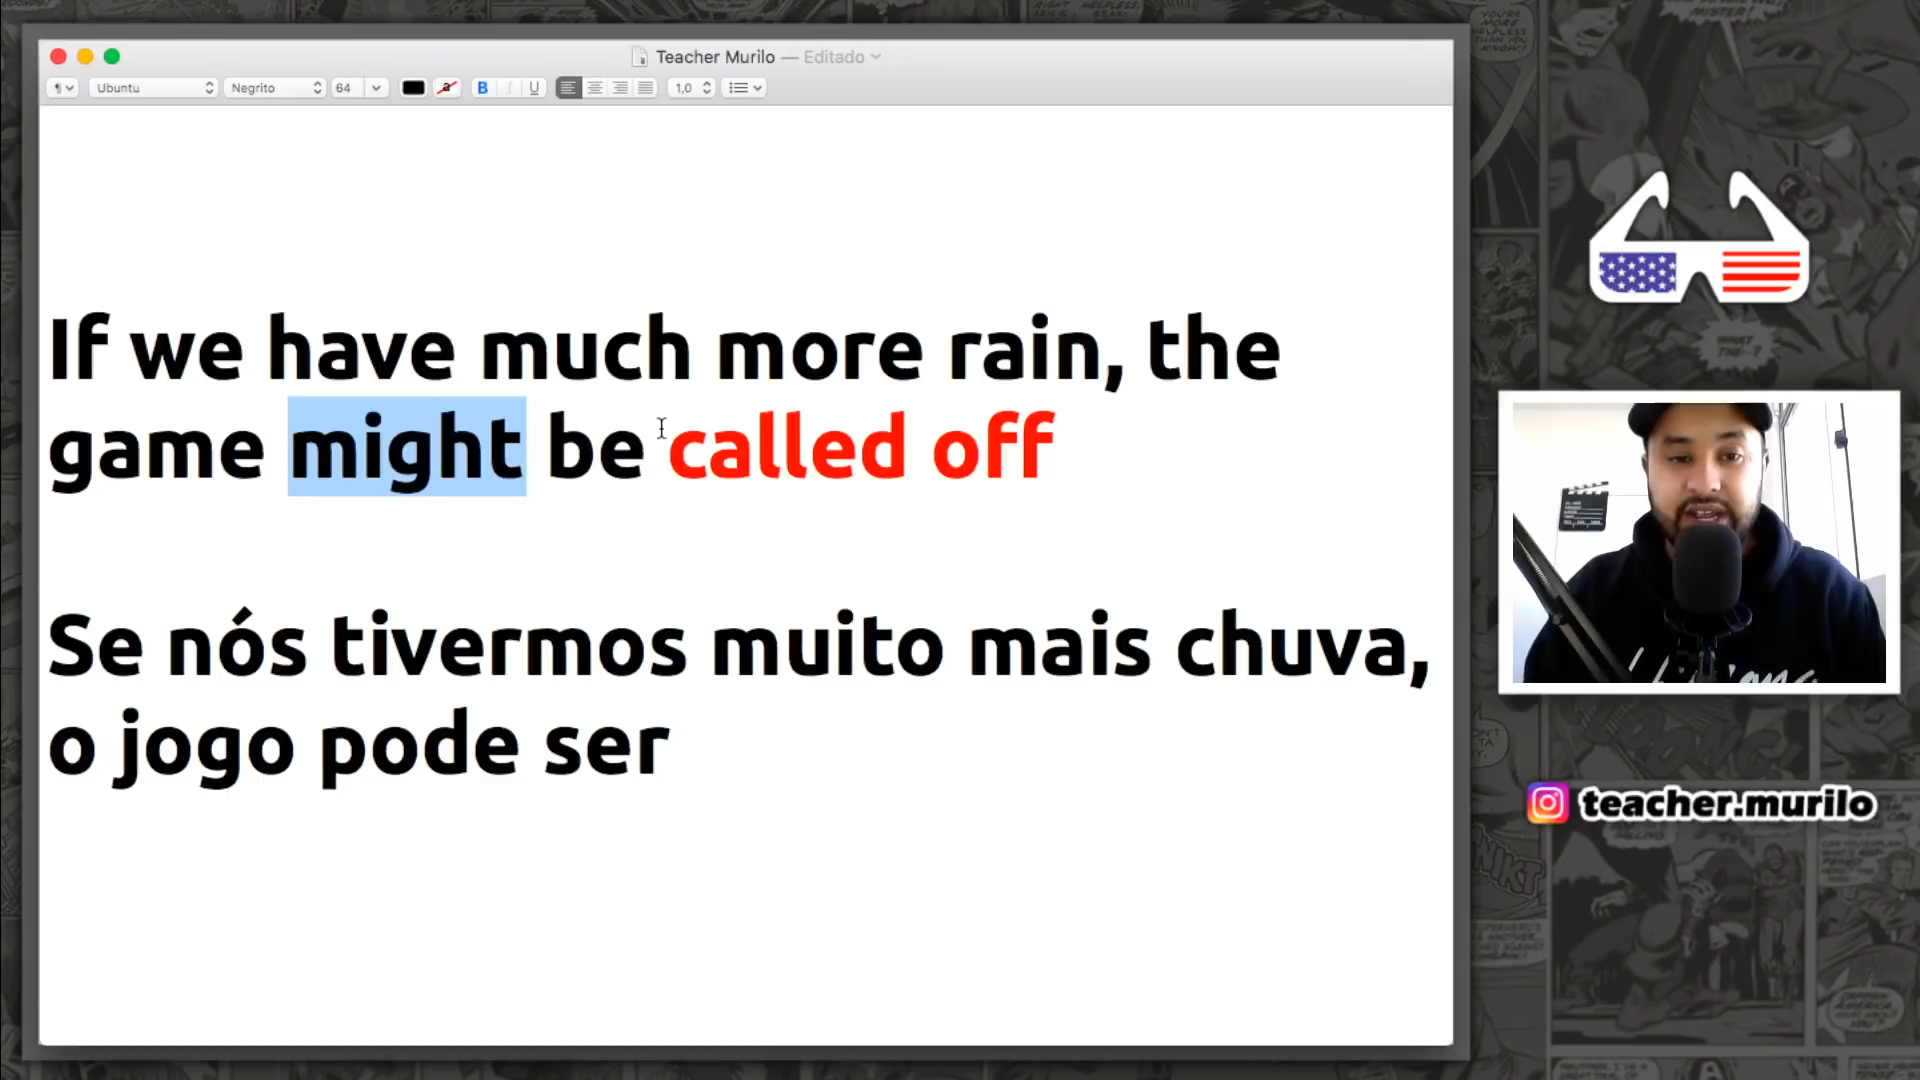 Teacher Murilo — Editado
Ubuntu Negrito 64 B I U 1,0
If we have much more rain, the
game might be called off
Se nós tivermos muito mais chuva,
o jogo pode ser
teacher.murilo